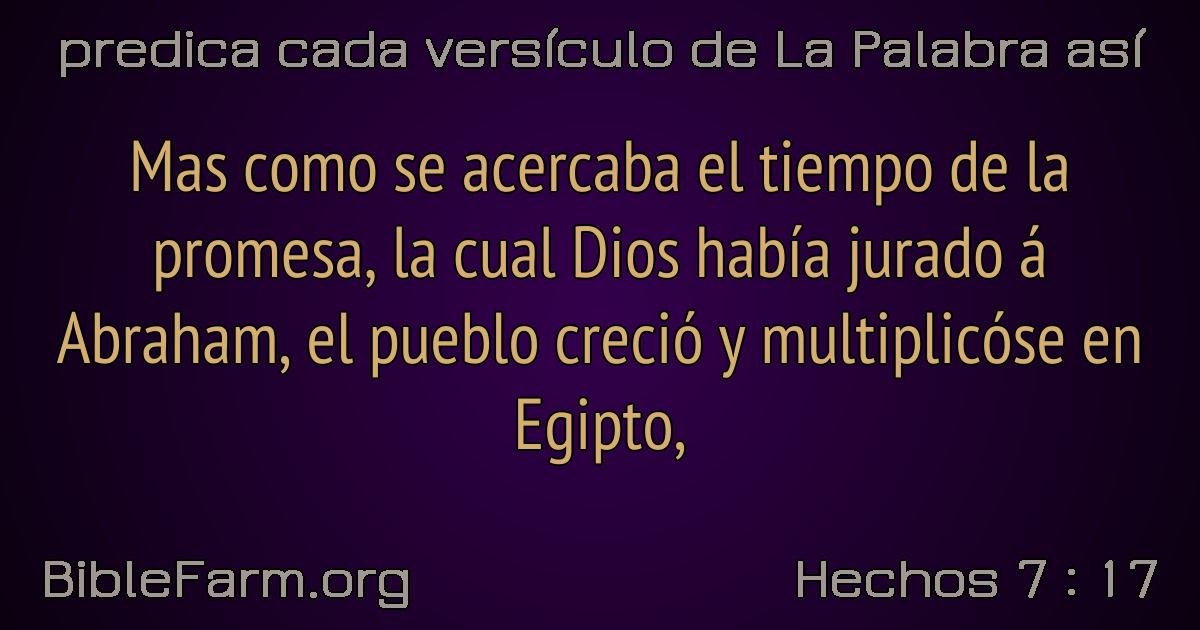 predica cada versículo de La Palabra así
Mas como se acercaba el tiempo de la
promesa, la cual Dios había jurado á
Abraham, el pueblo creció y multiplicóse en
Egipto,
BibleFarm.org
Hechos 7 : 17